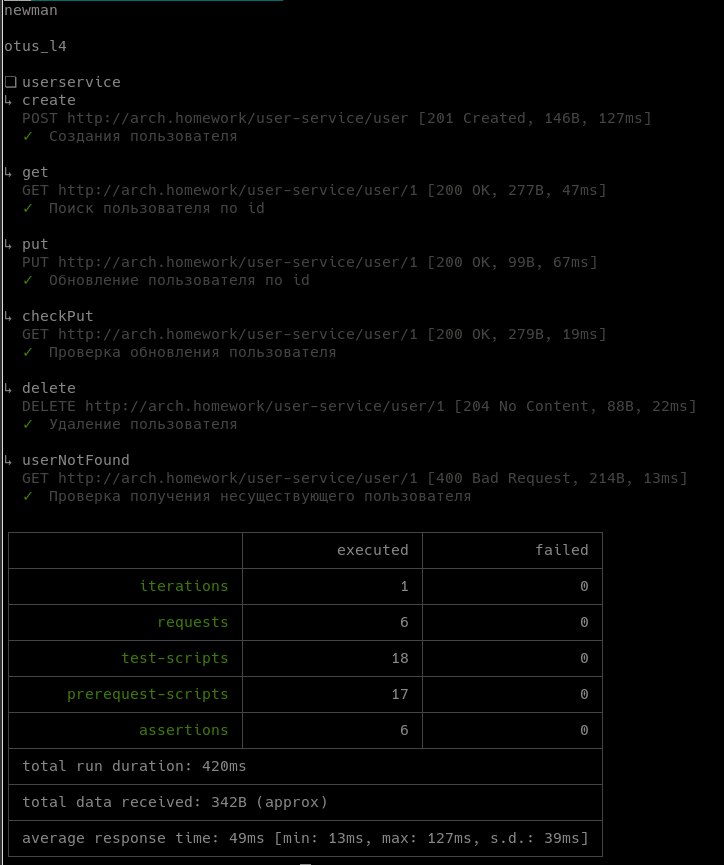 newman
otus_l4
❏ userservice
↳ create
POST http://arch.homework/user-service/user [201 Created, 146B, 127ms]
✓ Создания пользователя
↳ get
GET http://arch.homework/user-service/user/1 [200 OK, 277B, 47ms]
✓ Поиск пользователя по id
↳ put
PUT http://arch.homework/user-service/user/1 [200 OK, 99B, 67ms]
✓ Обновление пользователя по id
↳ checkPut
GET http://arch.homework/user-service/user/1 [200 OK, 279B, 19ms]
✓ Проверка обновления пользователя
↳ delete
DELETE http://arch.homework/user-service/user/1 [204 No Content, 88B, 22ms]
✓ Удаление пользователя
↳ userNotFound
GET http://arch.homework/user-service/user/1 [400 Bad Request, 214B, 13ms]
✓ Проверка получения несуществующего пользователя
executed failed
iterations 1 0
requests 6 0
test-scripts 18 0
prerequest-scripts 17 0
assertions 6 0
total run duration: 420ms
total data received: 342B (approx)
average response time: 49ms [min: 13ms, max: 127ms, s.d.: 39ms]